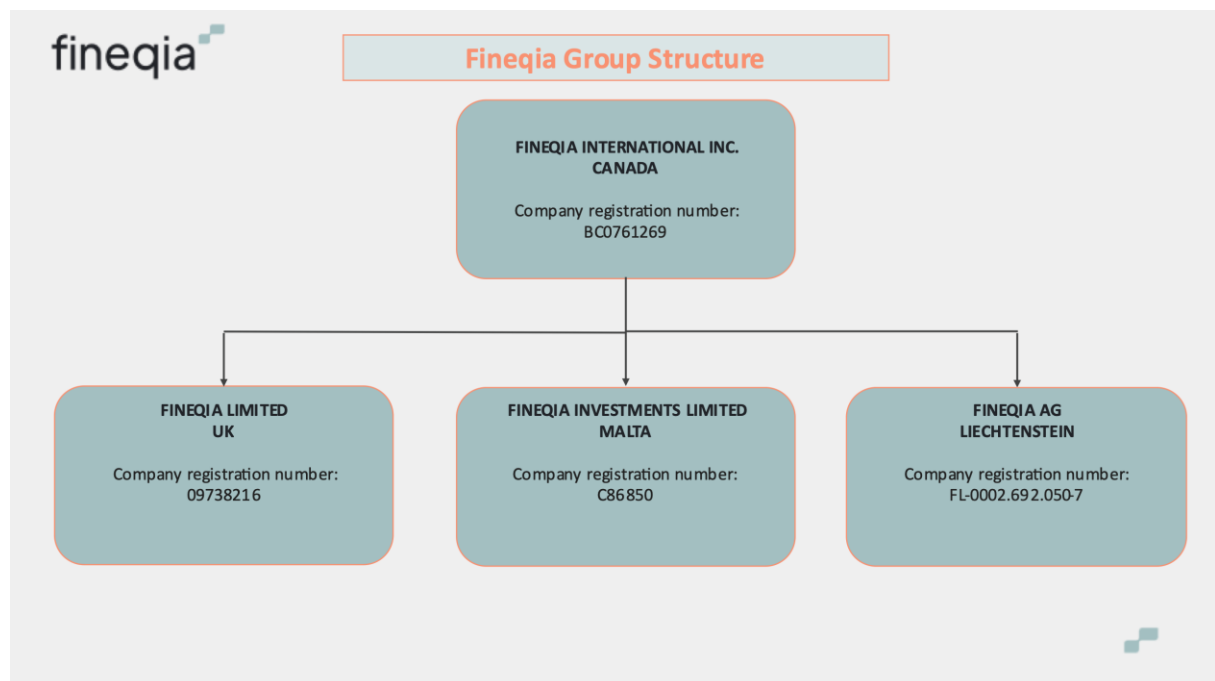 fineqia
Fineqia Group Structure
FINEQIA INTERNATIONAL INC.
CANADA
Company registration number:
BC0761269
FINEQIA LIMITED
UK
Company registration number:
09738216
FINEQIA INVESTMENTS LIMITED
MALTA
Company registration number:
C86850
FINEQIA AG
LIECHTENSTEIN
Company registration number:
FL-0002.692.050-7